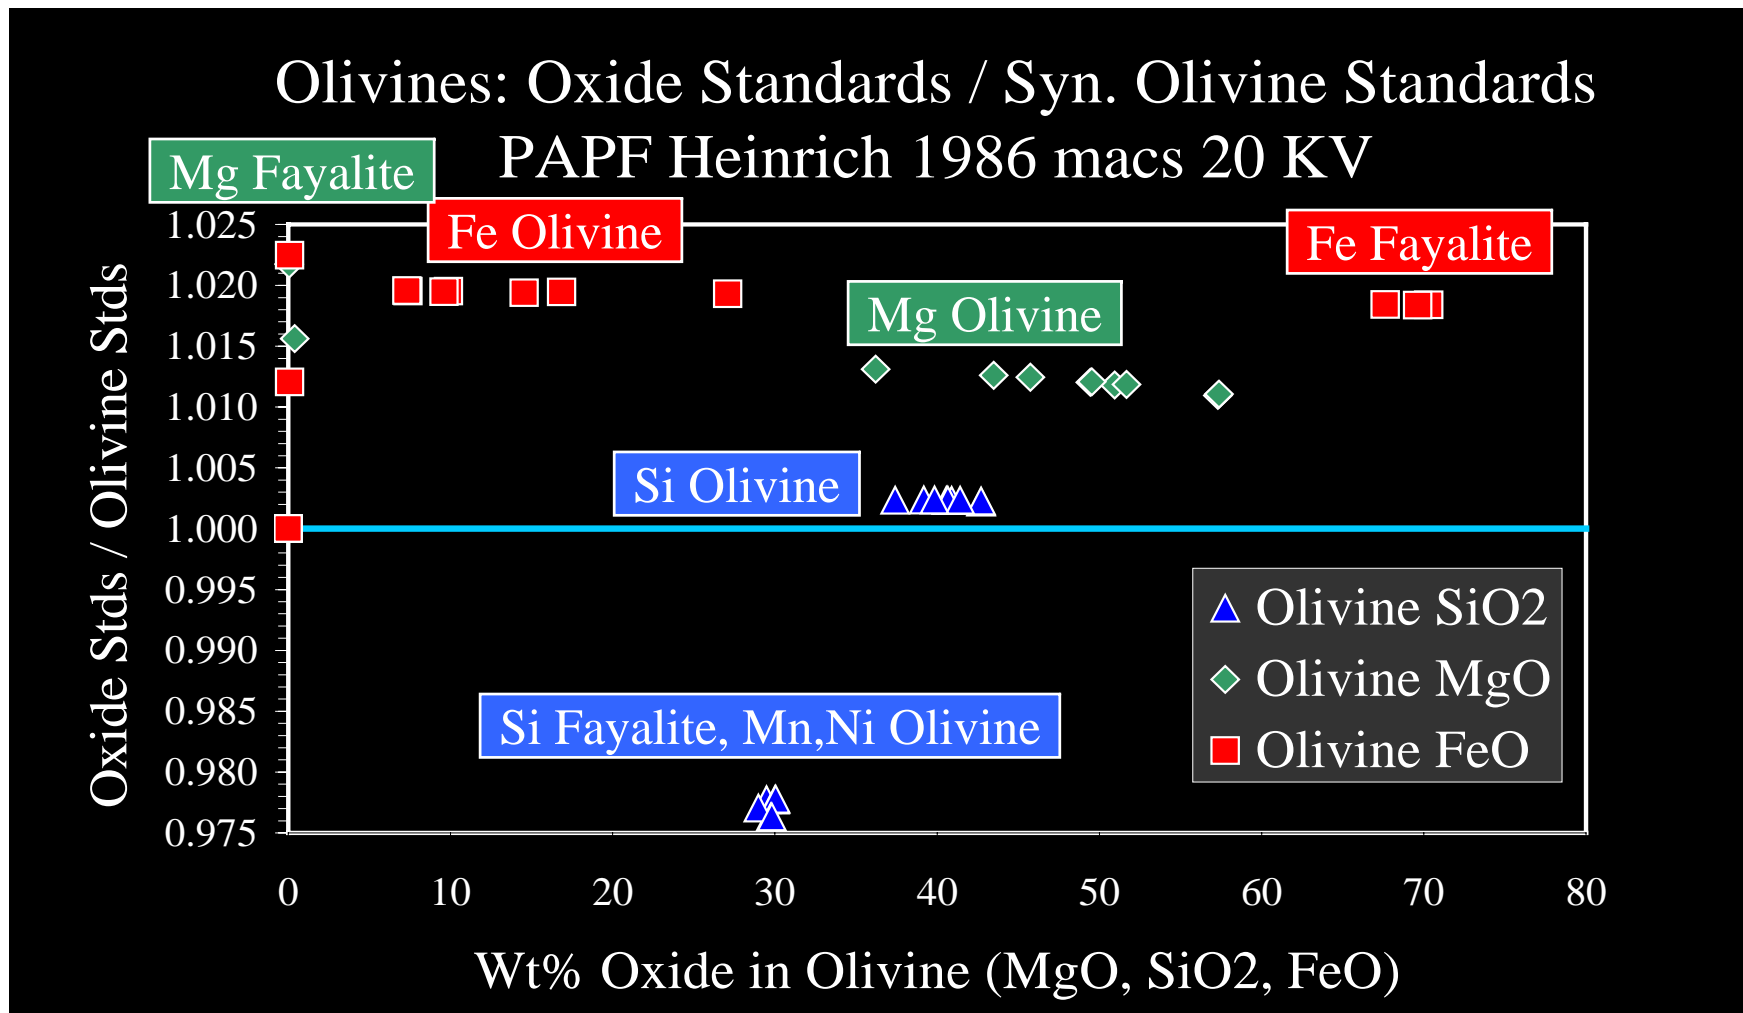 Olivines: Oxide Standards / Syn. Olivine Standards
PAPF Heinrich 1986 macs 20 KV
Mg Fayalite
Fe Olivine
Fe Fayalite
Mg Olivine
Si Olivine
Si Fayalite, Mn,Ni Olivine
Oxide Stds / Olivine Stds
1.025
1.020
1.015
1.010
1.005
1.000
0.995
0.990
0.985
0.980
0.975
Olivine SiO2
Olivine MgO
Olivine FeO
0 10 20 30 40 50 60 70 80
Wt% Oxide in Olivine (MgO, SiO2, FeO)